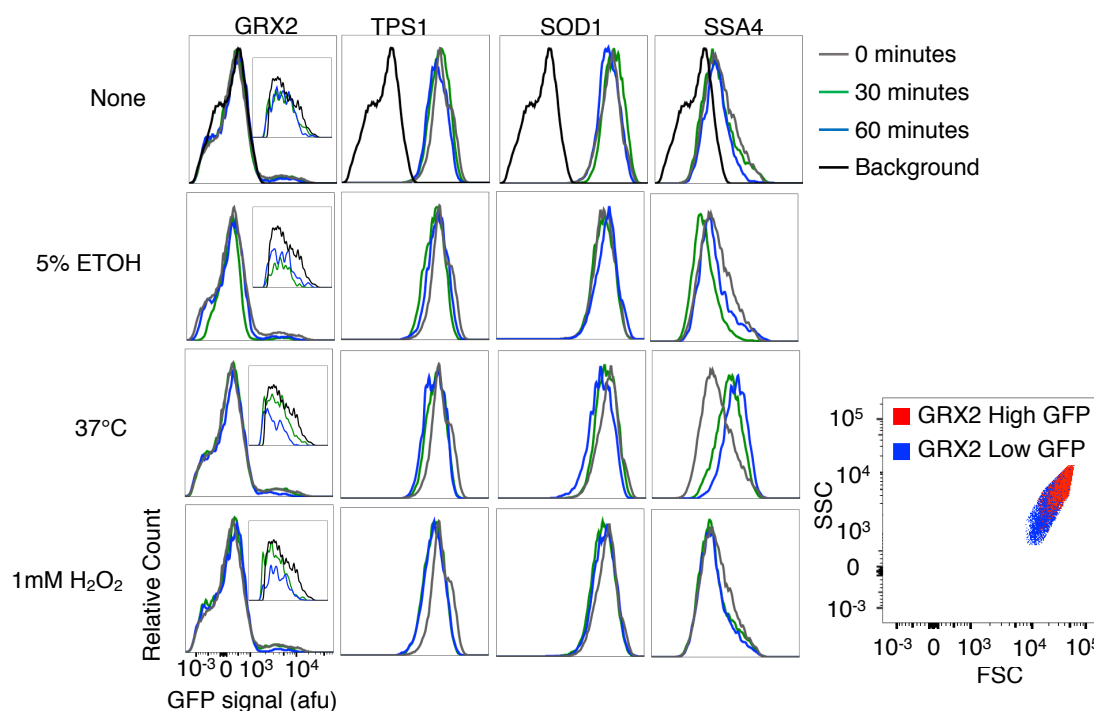 GRX2 TPS1 SOD1 SSA4
None
0 minutes
30 minutes
60 minutes
Background
5% ETOH
37°C
1mM H₂O₂
Relative Count
10⁻³ 0 10³ 10⁴
GFP signal (afu)
GRX2 High GFP
GRX2 Low GFP
SSC
10⁵
10⁴
10³
0
10⁻³
10⁻³ 0 10³ 10⁴ 10⁵
FSC